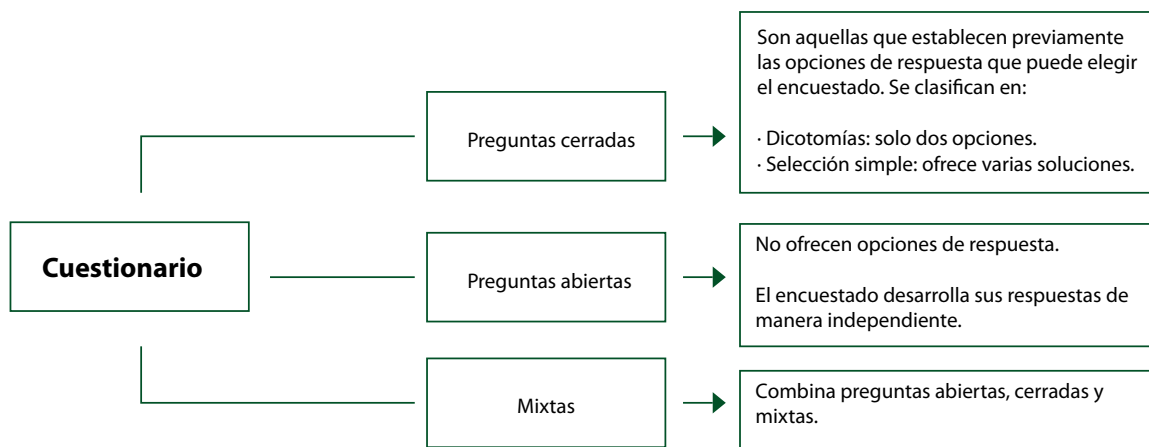 Cuestionario
Preguntas cerradas
Son aquellas que establecen previamente
las opciones de respuesta que puede elegir
el encuestado. Se clasifican en:
· Dicotomías: solo dos opciones.
· Selección simple: ofrece varias soluciones.
Preguntas abiertas
No ofrecen opciones de respuesta.
El encuestado desarrolla sus respuestas de
manera independiente.
Mixtas
Combina preguntas abiertas, cerradas y
mixtas.